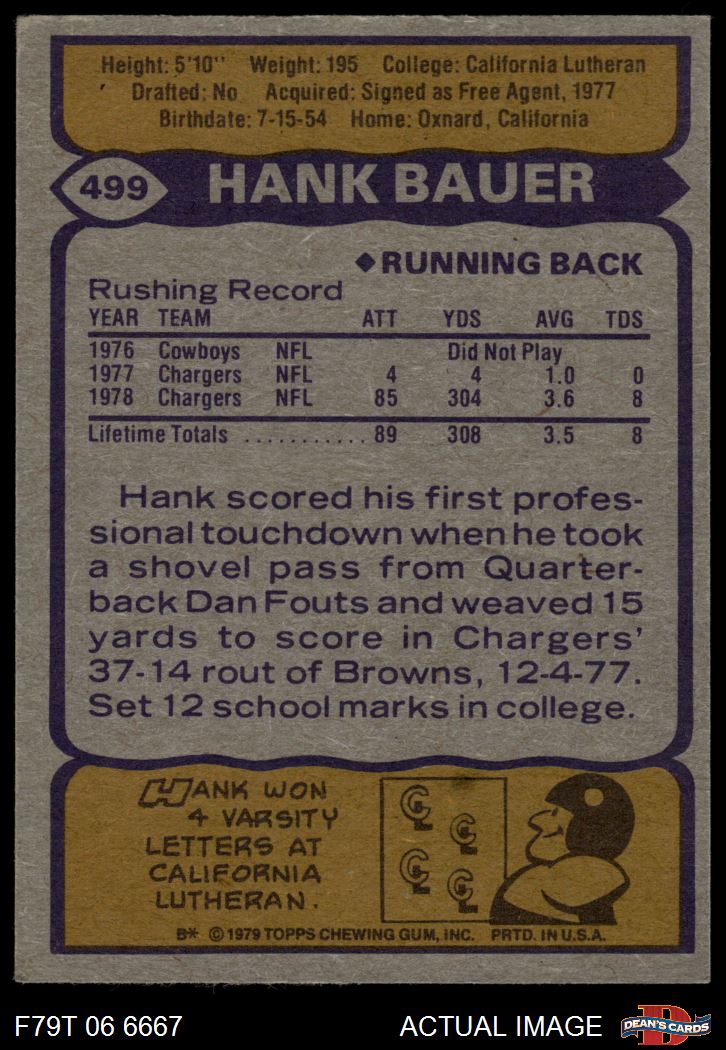 Height: 5'10" Weight: 195 College: California Lutheran
Drafted: No Acquired: Signed as Free Agent, 1977
Birthdate: 7-15-54 Home: Oxnard, California
499 HANK BAUER
◆RUNNING BACK
Rushing Record
YEAR TEAM ATT YDS AVG TDS
1976 Cowboys NFL Did Not Play
1977 Chargers NFL 4 4 1.0 0
1978 Chargers NFL 85 304 3.6 8
Lifetime Totals ........... 89 308 3.5 8
Hank scored his first profes-
sional touchdown when he took
a shovel pass from Quarter-
back Dan Fouts and weaved 15
yards to score in Chargers'
37-14 rout of Browns, 12-4-77.
Set 12 school marks in college.
HANK WON
4 VARSITY
LETTERS AT
CALIFORNIA
LUTHERAN.
CL
CL
CL
CL
B* © 1979 TOPPS CHEWING GUM, INC. PRTD. IN U.S.A.
F79T 06 6667 ACTUAL IMAGE D DEAN'S CARDS